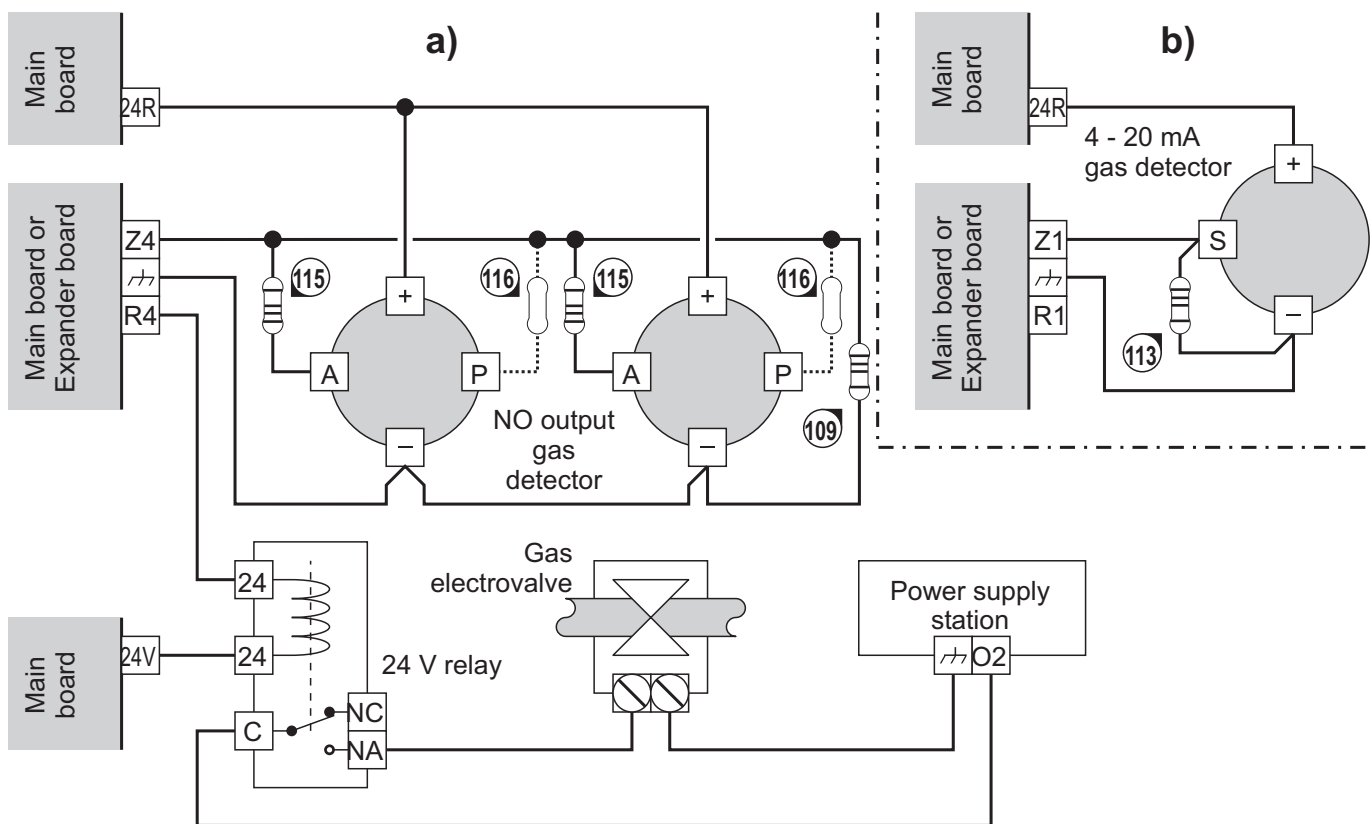 a)
b)
Main
board
24R
Main
board
24R
4 - 20 mA
gas detector
+
Main board or
Expander board
Z4
R4
115
116
115
116
+
+
A
P
A
P
–
–
NO output
gas
detector
109
Main board or
Expander board
Z1
R1
S
–
113
Gas
electrovalve
Power supply
station
O2
24
24
24 V relay
Main
board
24V
C
NC
NA